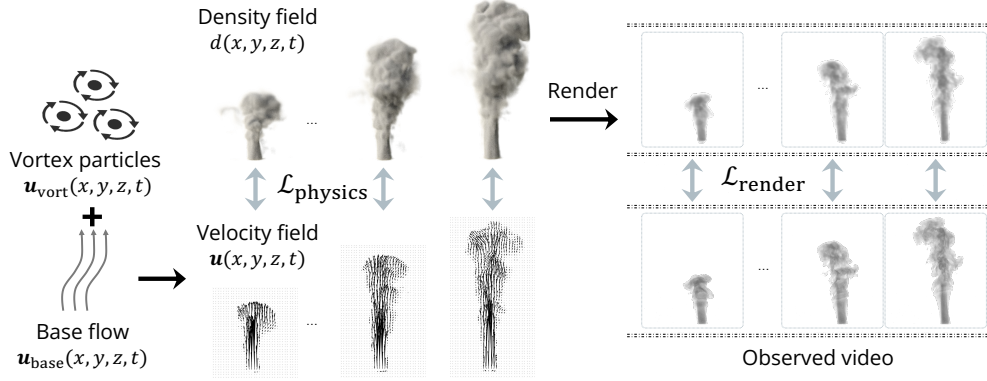 Density field
d(x, y, z, t)
...
Vortex particles
u_vort(x, y, z, t)
+
Base flow
u_base(x, y, z, t)
ℒ_physics
Velocity field
u(x, y, z, t)
...
Render
...
ℒ_render
...
Observed video